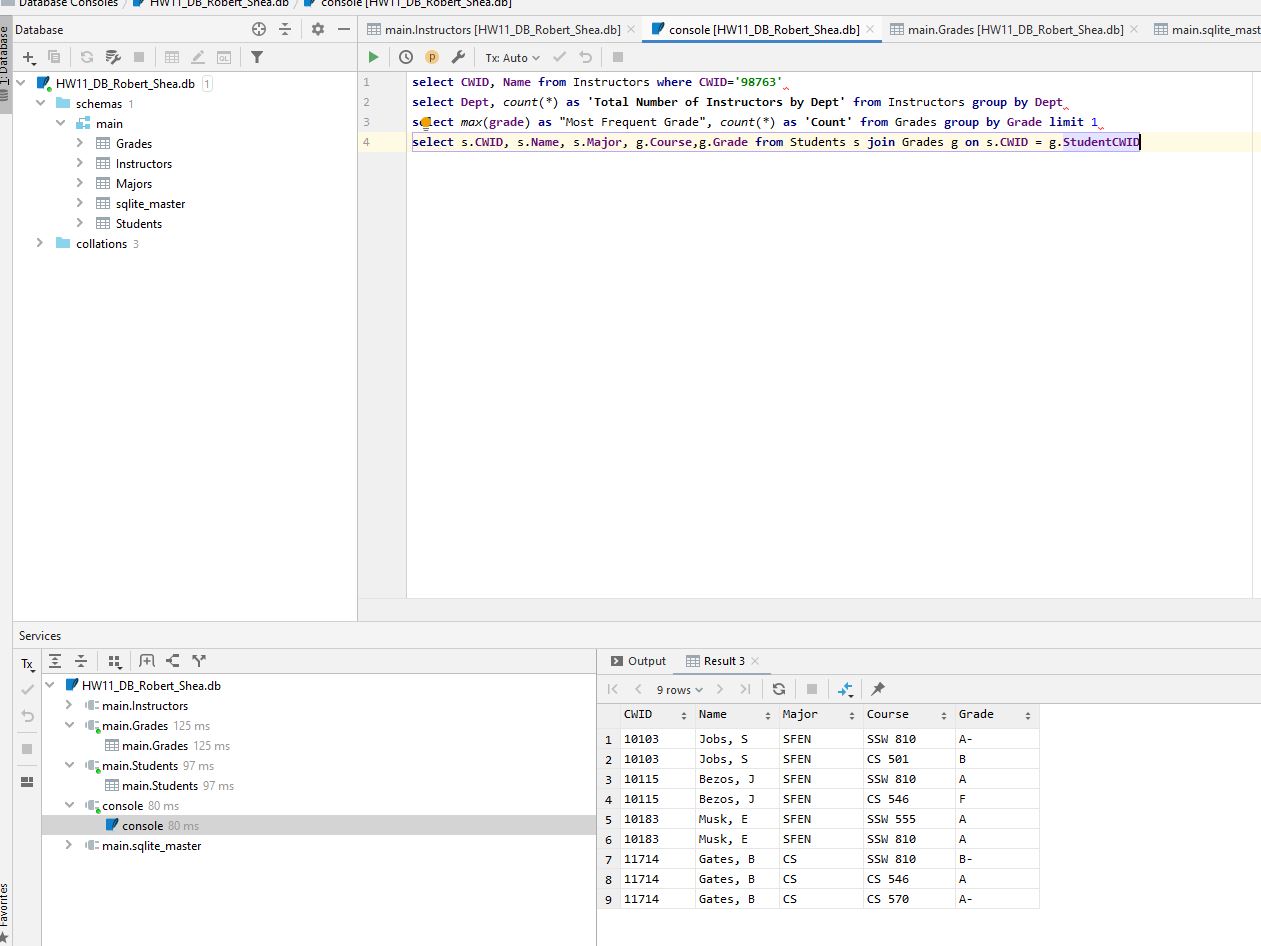 Database Consoles HW11_DB_Robert_Shea.db console [HW11_DB_Robert_Shea.db]
Database
main.Instructors [HW11_DB_Robert_Shea.db] console [HW11_DB_Robert_Shea.db] main.Grades [HW11_DB_Robert_Shea.db] main.sqlite_mast
1: Database
Tx: Auto
HW11_DB_Robert_Shea.db 1
schemas 1
main
Grades
Instructors
Majors
sqlite_master
Students
collations 3
1 select CWID, Name from Instructors where CWID='98763'
2 select Dept, count(*) as 'Total Number of Instructors by Dept' from Instructors group by Dept
3 select max(grade) as "Most Frequent Grade", count(*) as 'Count' from Grades group by Grade limit 1
4 select s.CWID, s.Name, s.Major, g.Course,g.Grade from Students s join Grades g on s.CWID = g.StudentCWID
Services
Tx
HW11_DB_Robert_Shea.db
main.Instructors
main.Grades 125 ms
main.Grades 125 ms
main.Students 97 ms
main.Students 97 ms
console 80 ms
console 80 ms
main.sqlite_master
Favorites
Output Result 3
9 rows
CWID Name Major Course Grade
1 10103 Jobs, S SFEN SSW 810 A-
2 10103 Jobs, S SFEN CS 501 B
3 10115 Bezos, J SFEN SSW 810 A
4 10115 Bezos, J SFEN CS 546 F
5 10183 Musk, E SFEN SSW 555 A
6 10183 Musk, E SFEN SSW 810 A
7 11714 Gates, B CS SSW 810 B-
8 11714 Gates, B CS CS 546 A
9 11714 Gates, B CS CS 570 A-